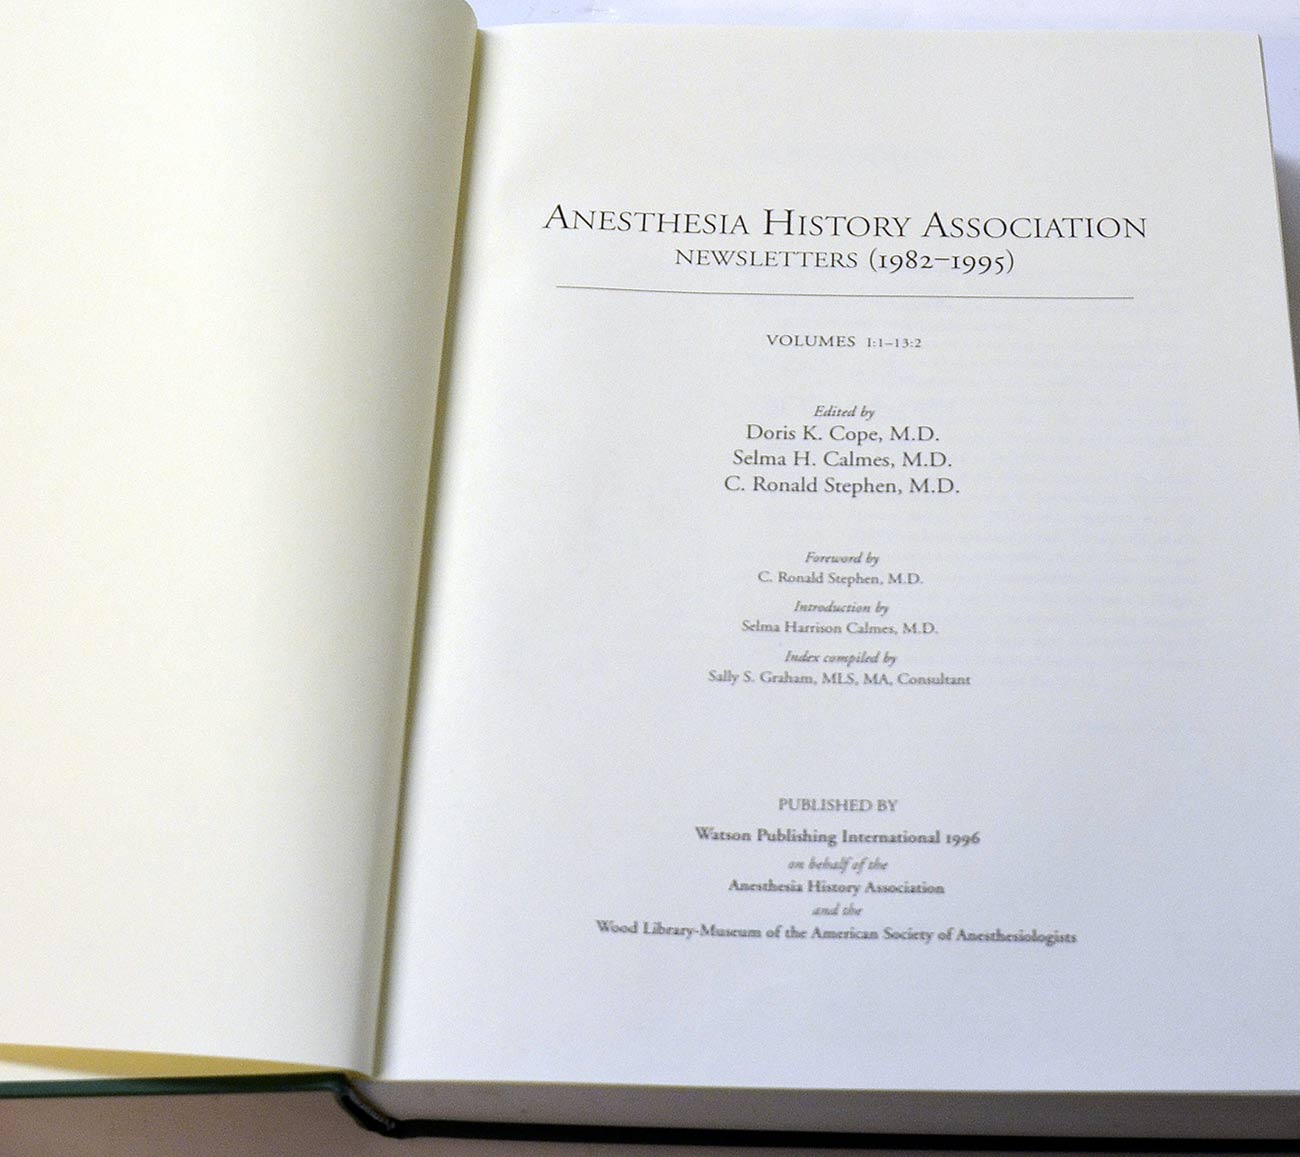 ANESTHESIA HISTORY ASSOCIATION
NEWSLETTERS (1982–1995)
VOLUMES 1:1–13:2
Edited by
Doris K. Cope, M.D.
Selma H. Calmes, M.D.
C. Ronald Stephen, M.D.
Foreword by
C. Ronald Stephen, M.D.
Introduction by
Selma Harrison Calmes, M.D.
Index compiled by
Sally S. Graham, MLS, MA, Consultant
PUBLISHED BY
Watson Publishing International 1996
on behalf of the
Anesthesia History Association
and the
Wood Library-Museum of the American Society of Anesthesiologists